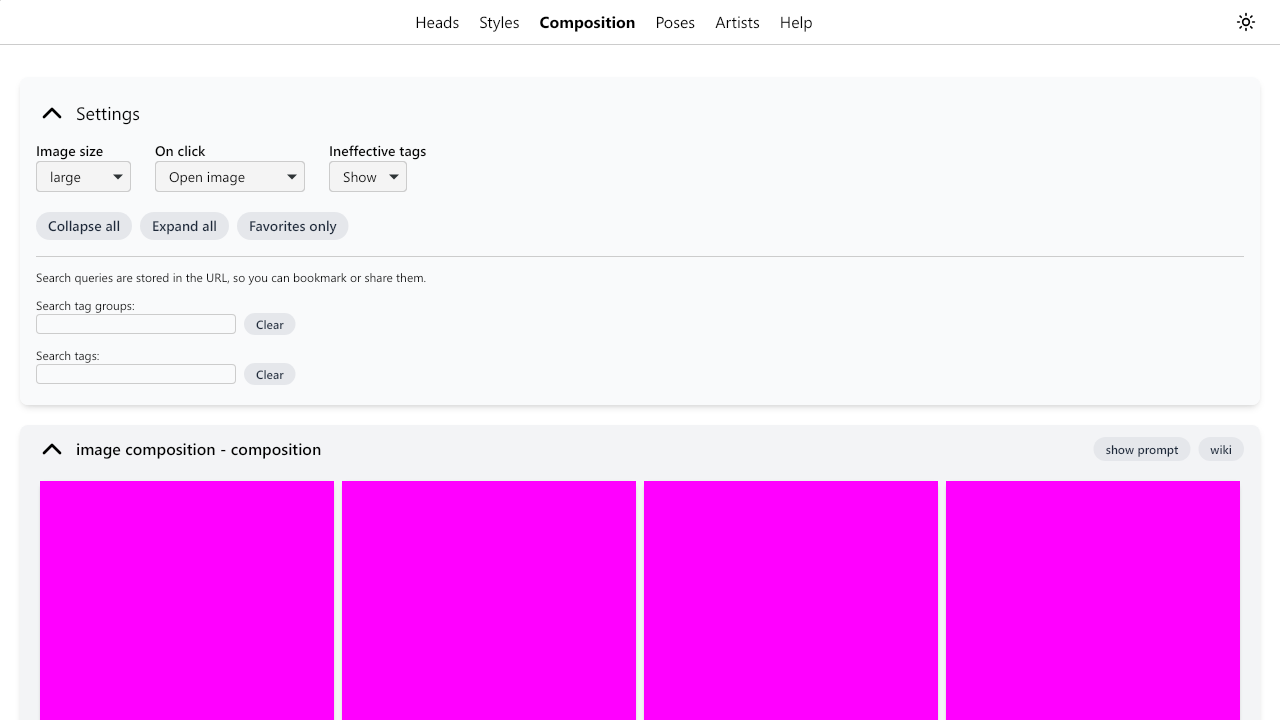 Heads Styles Composition Poses Artists Help
Settings
Image size On click Ineffective tags
large Open image Show
Collapse all Expand all Favorites only
Search queries are stored in the URL, so you can bookmark or share them.
Search tag groups:
Clear
Search tags:
Clear
image composition - composition show prompt wiki